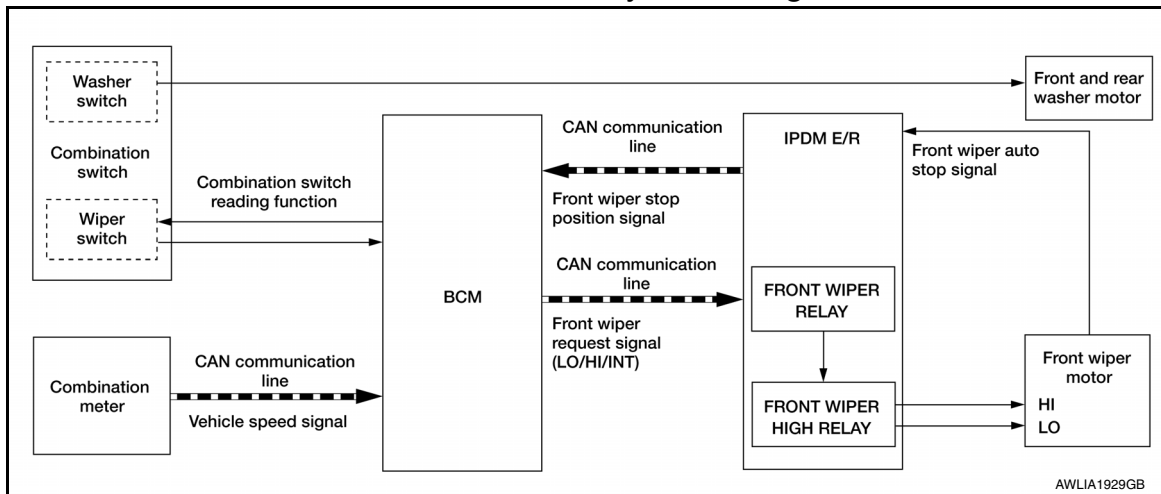 Washer
switch
Combination
switch
Wiper
switch
Combination switch
reading function
Combination
meter
CAN communication
line
Vehicle speed signal
BCM
CAN communication
line
Front wiper stop
position signal
CAN communication
line
Front wiper
request signal
(LO/HI/INT)
IPDM E/R
FRONT WIPER
RELAY
FRONT WIPER
HIGH RELAY
Front and rear
washer motor
Front wiper auto
stop signal
Front wiper
motor
HI
LO
AWLIA1929GB